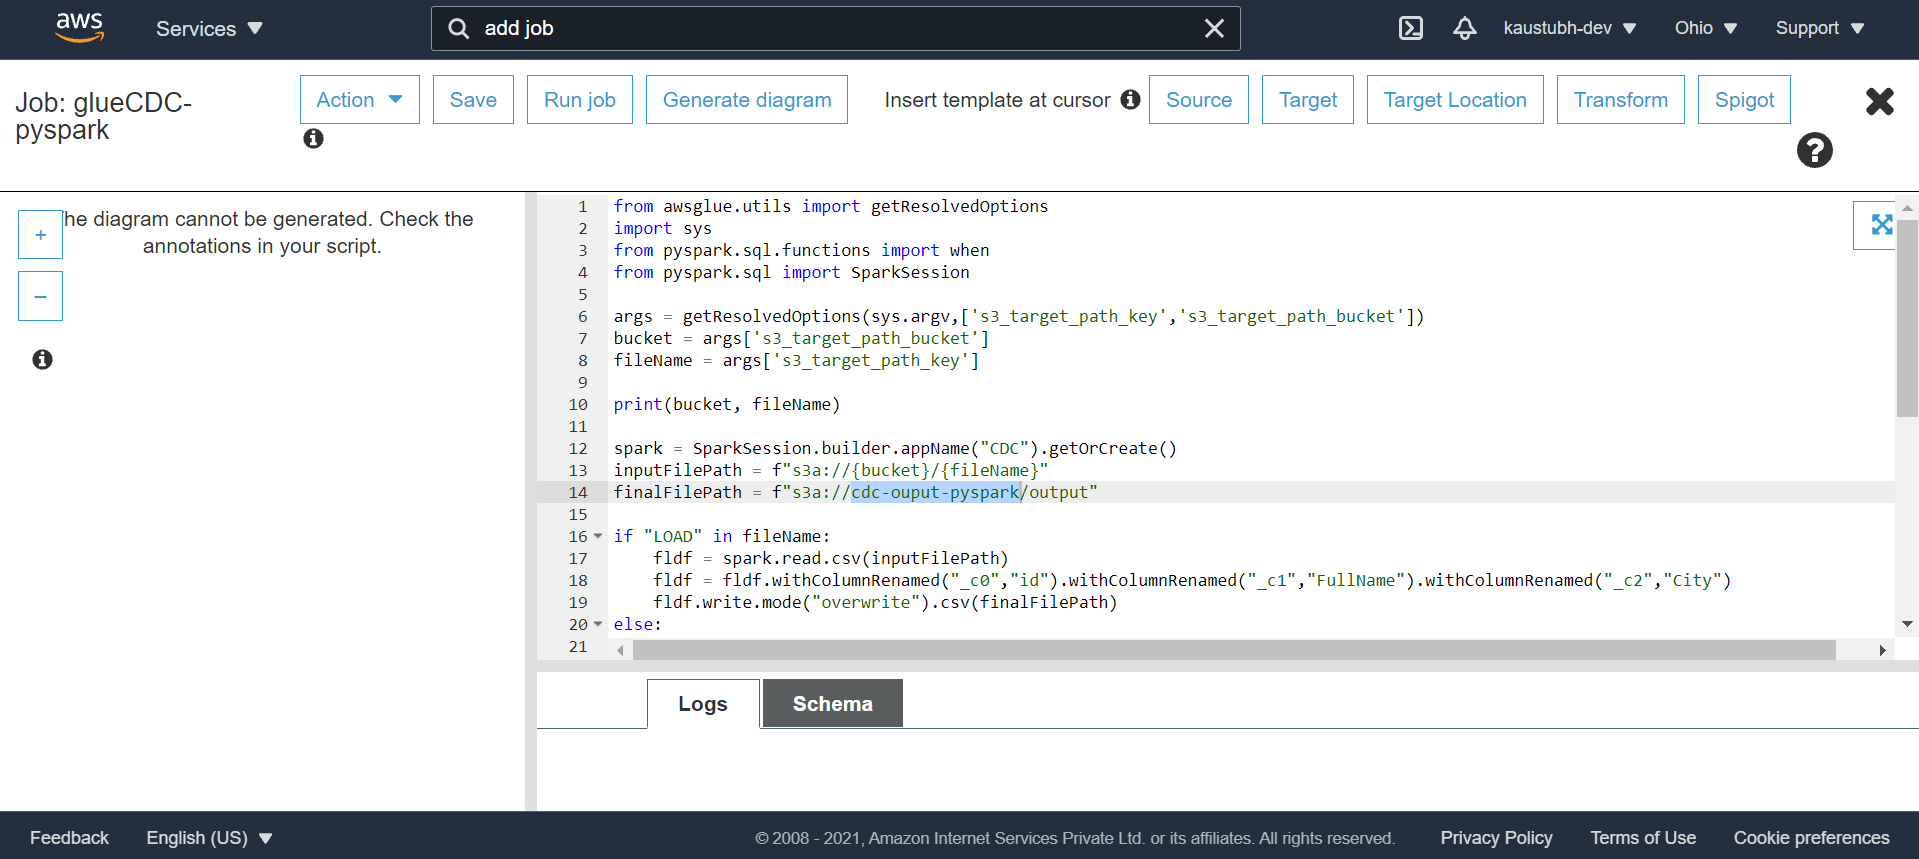 aws
Services
add job
kaustubh-dev
Ohio
Support
Job: glueCDC-
pyspark
Action
Save
Run job
Generate diagram
Insert template at cursor
Source
Target
Target Location
Transform
Spigot
+
he diagram cannot be generated. Check the
annotations in your script.
−
1 from awsglue.utils import getResolvedOptions
2 import sys
3 from pyspark.sql.functions import when
4 from pyspark.sql import SparkSession
5
6 args = getResolvedOptions(sys.argv,['s3_target_path_key','s3_target_path_bucket'])
7 bucket = args['s3_target_path_bucket']
8 fileName = args['s3_target_path_key']
9
10 print(bucket, fileName)
11
12 spark = SparkSession.builder.appName("CDC").getOrCreate()
13 inputFilePath = f"s3a://{bucket}/{fileName}"
14 finalFilePath = f"s3a://cdc-ouput-pyspark/output"
15
16 if "LOAD" in fileName:
17     fldf = spark.read.csv(inputFilePath)
18     fldf = fldf.withColumnRenamed("_c0","id").withColumnRenamed("_c1","FullName").withColumnRenamed("_c2","City")
19     fldf.write.mode("overwrite").csv(finalFilePath)
20 else:
21
Logs
Schema
Feedback
English (US)
© 2008 - 2021, Amazon Internet Services Private Ltd. or its affiliates. All rights reserved.
Privacy Policy
Terms of Use
Cookie preferences